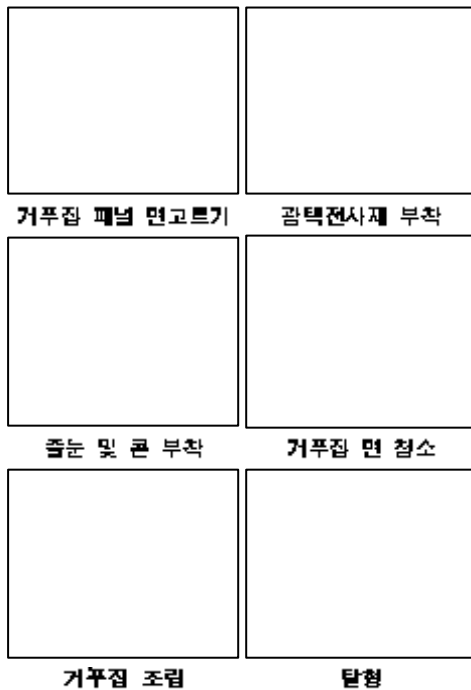 거푸집 패널 면고르기
광택전사재 부착
줄눈 및 콘 부착
거푸집 면 청소
거푸집 조립
탈형